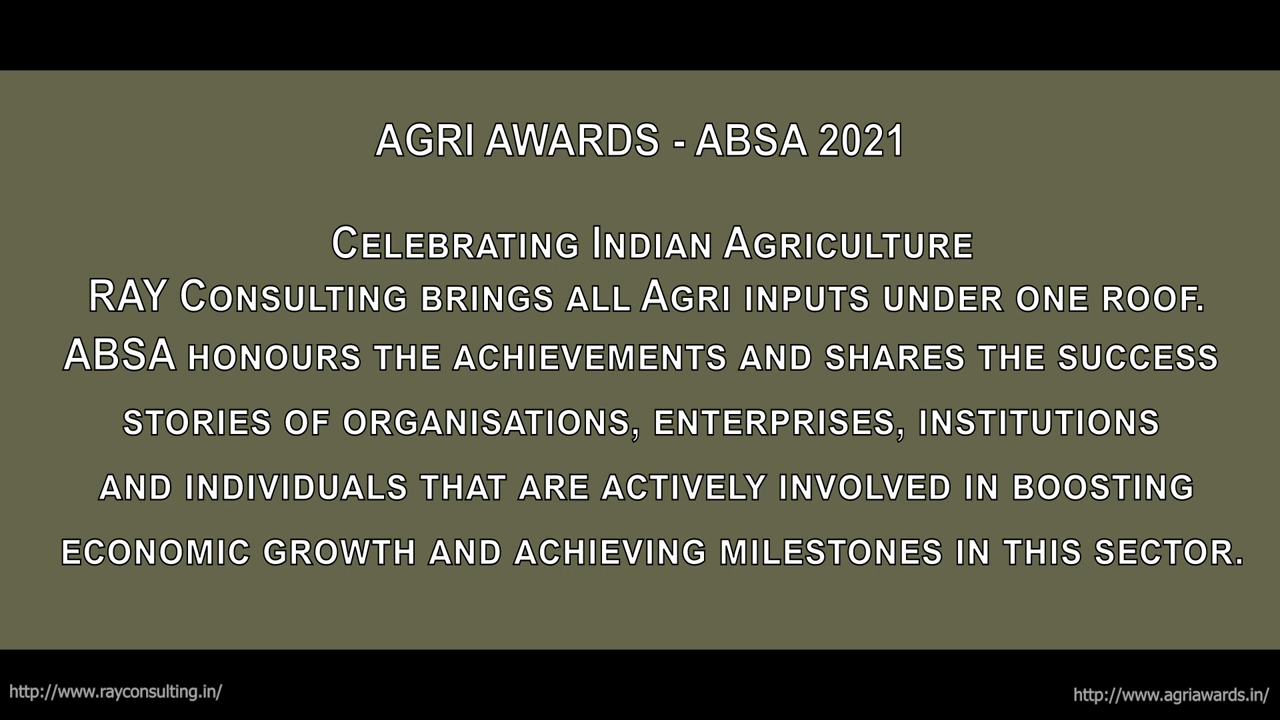 AGRI AWARDS - ABSA 2021
Celebrating Indian Agriculture
RAY Consulting brings all Agri inputs under one roof.
ABSA honours the achievements and shares the success
stories of organisations, enterprises, institutions
and individuals that are actively involved in boosting
economic growth and achieving milestones in this sector.
http://www.rayconsulting.in/
http://www.agriawards.in/